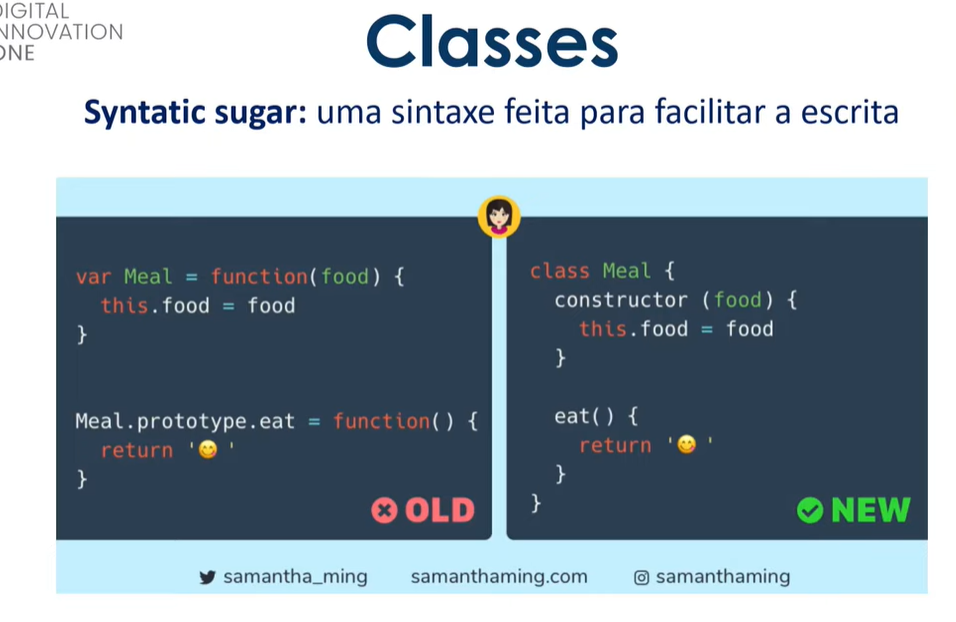 DIGITAL
INNOVATION
ONE
Classes
Syntatic sugar: uma sintaxe feita para facilitar a escrita
var Meal = function(food) {
this.food = food
}
Meal.prototype.eat = function() {
return '😋 '
}
OLD
class Meal {
constructor (food) {
this.food = food
}
eat() {
return '😋 '
}
}
NEW
samantha_ming samanthaming.com samanthaming